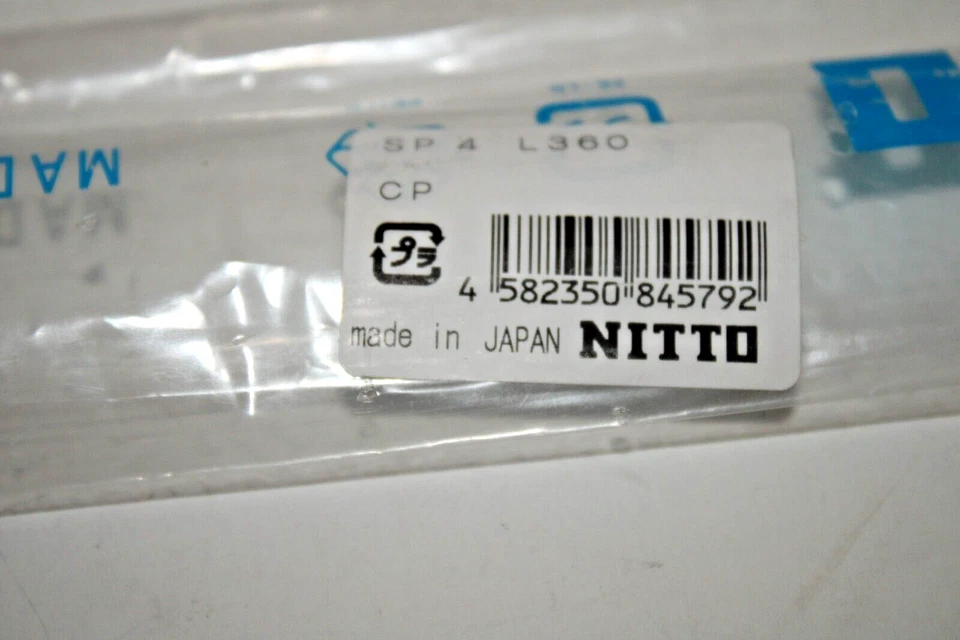 SP 4 L360
CP
プラ
4 582350 845792
made in JAPAN NITTO
MAD